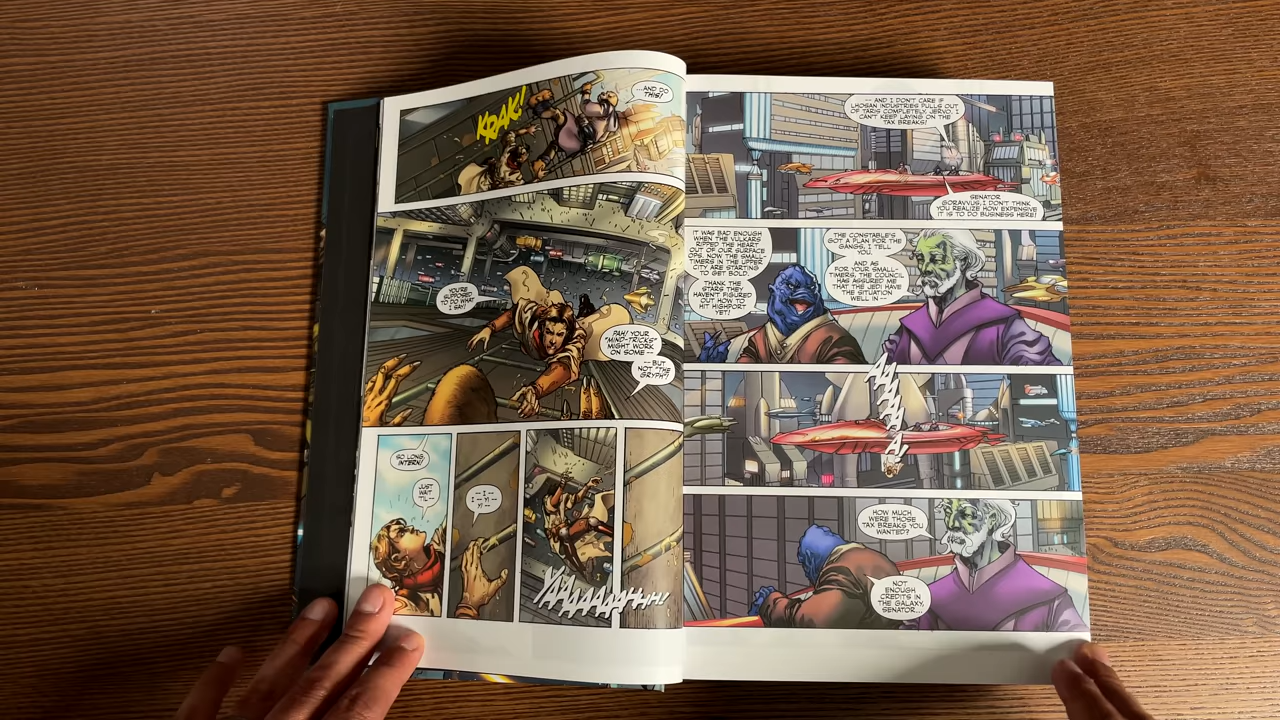 KRAK!
...AND DO
THIS!
YOU'RE
SUPPOSED
TO DO WHAT
I SAY!
PAH! YOUR
"MIND-TRICKS"
MIGHT WORK
ON SOME --
-- BUT
NOT "THE
GRYPH"!
SO LONG,
INTERN!
JUST
WAIT
'TIL --
-- I --
I -- YI --
YI --
YAAAAAAAHHH!
-- AND I DON'T CARE IF
LHOSAN INDUSTRIES PULLS OUT
OF TARIS COMPLETELY, JERVO. I
CAN'T KEEP LAYING ON THE
TAX BREAKS!
SENATOR
GORAVVUS, I DON'T THINK
YOU REALIZE HOW EXPENSIVE
IT IS TO DO BUSINESS HERE!
IT WAS BAD ENOUGH
WHEN THE VULKARS
RIPPED THE HEART
OUT OF OUR SURFACE
OPS. NOW THE SMALL-
TIMERS IN THE UPPER
CITY ARE STARTING
TO GET BOLD.
THANK THE
STARS THEY
HAVEN'T FIGURED
OUT HOW TO
HIT HIGHPORT
YET!
THE CONSTABLE'S
GOT A PLAN FOR THE
GANGS, I TELL
YOU.
AND AS
FOR YOUR SMALL-
TIMERS, THE COUNCIL
HAS ASSURED ME
THAT THE JEDI HAVE
THE SITUATION
WELL IN --
AAAAAAA!
HOW MUCH
WERE THOSE
TAX BREAKS YOU
WANTED?
NOT
ENOUGH
CREDITS IN
THE GALAXY,
SENATOR...